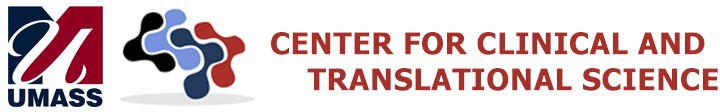 UMASS
CENTER FOR CLINICAL AND
TRANSLATIONAL SCIENCE